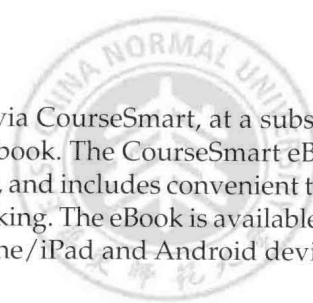 NORMAL UNI
via CourseSmart, at a subs
book. The CourseSmart eB
, and includes convenient t
king. The eBook is available
ne/iPad and Android devi